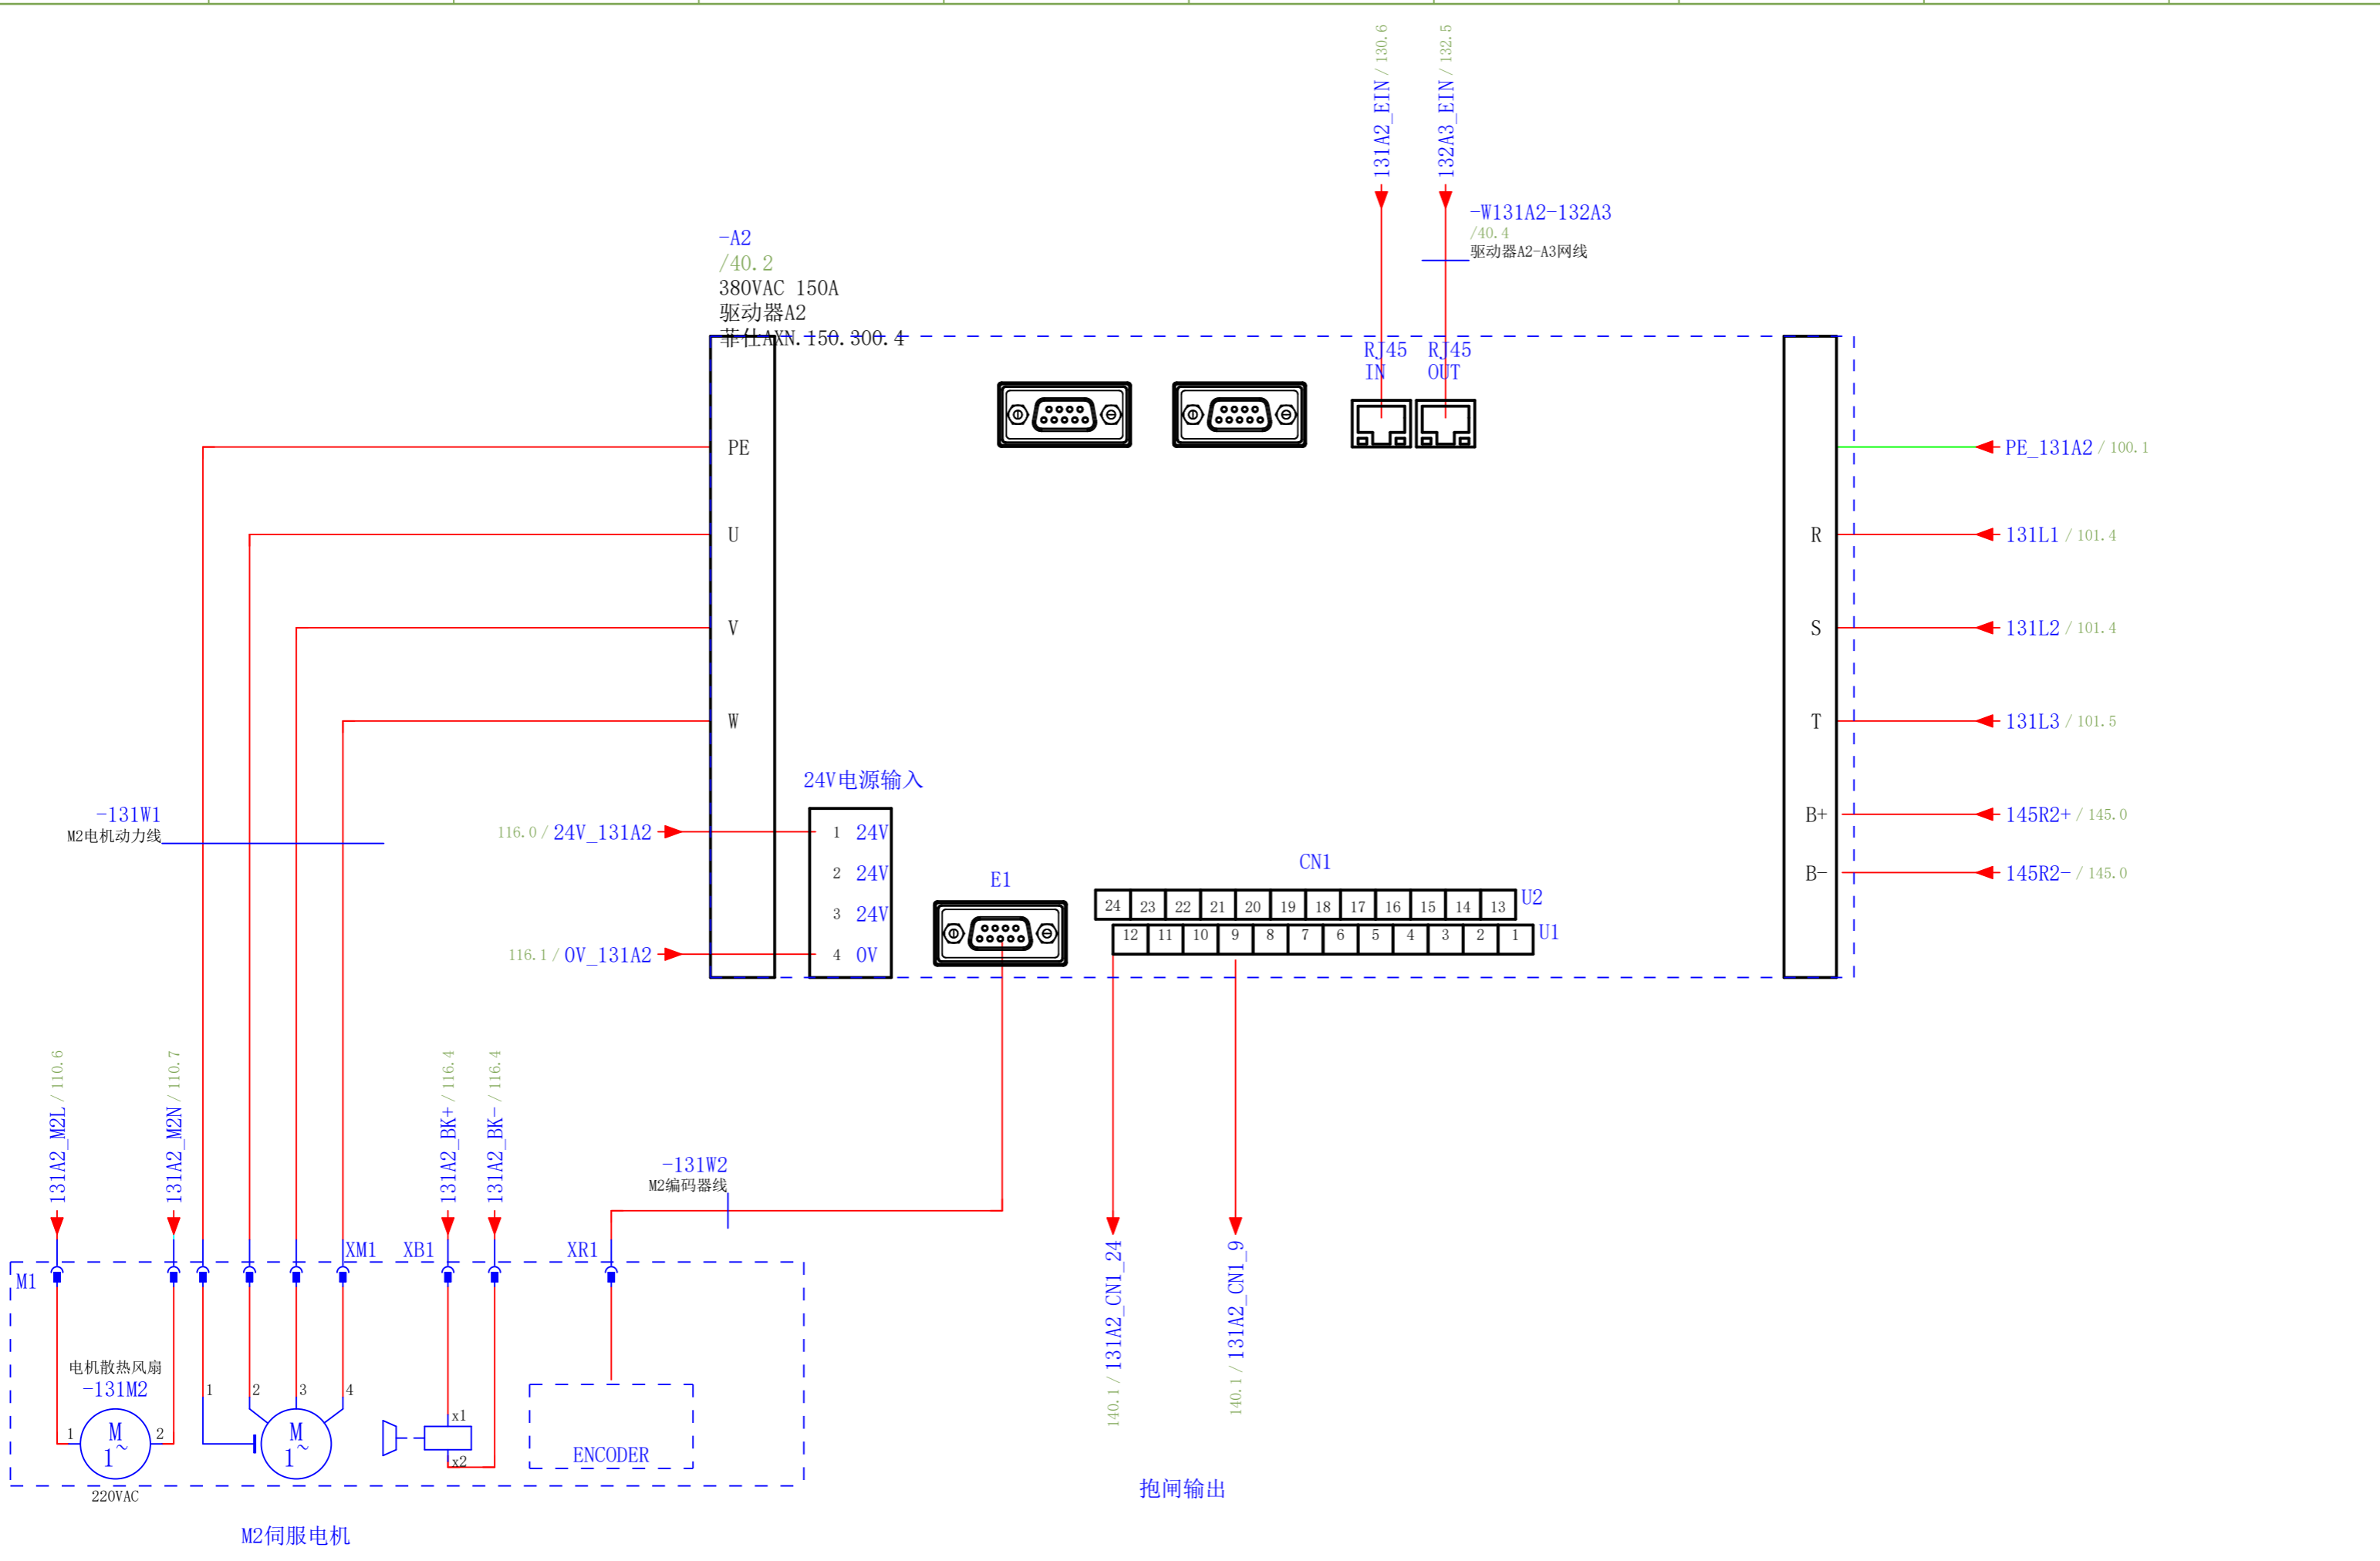 131A2_EIN / 130.6
132A3_EIN / 132.5
-W131A2-132A3
/40.4
驱动器A2-A3网线
-A2
/40.2
380VAC 150A
驱动器A2
菲仕AXN.150.300.4
RJ45 RJ45
IN OUT
PE
PE_131A2 / 100.1
U
R
131L1 / 101.4
V
S
131L2 / 101.4
W
T
131L3 / 101.5
24V电源输入
-131W1
M2电机动力线
116.0 / 24V_131A2
1 24V
2 24V
3 24V
116.1 / 0V_131A2
4 0V
E1
CN1
24 23 22 21 20 19 18 17 16 15 14 13 U2
12 11 10 9 8 7 6 5 4 3 2 1 U1
B+
145R2+ / 145.0
B-
145R2- / 145.0
131A2_M2L / 110.6
131A2_M2N / 110.7
131A2_BK+ / 116.4
131A2_BK- / 116.4
-131W2
M2编码器线
XM1
XB1
XR1
M1
140.1 / 131A2_CN1_24
140.1 / 131A2_CN1_9
电机散热风扇
-131M2
1 2 3 4
1 M 2
1~
M
1~
x1
x2
ENCODER
220VAC
抱闸输出
M2伺服电机